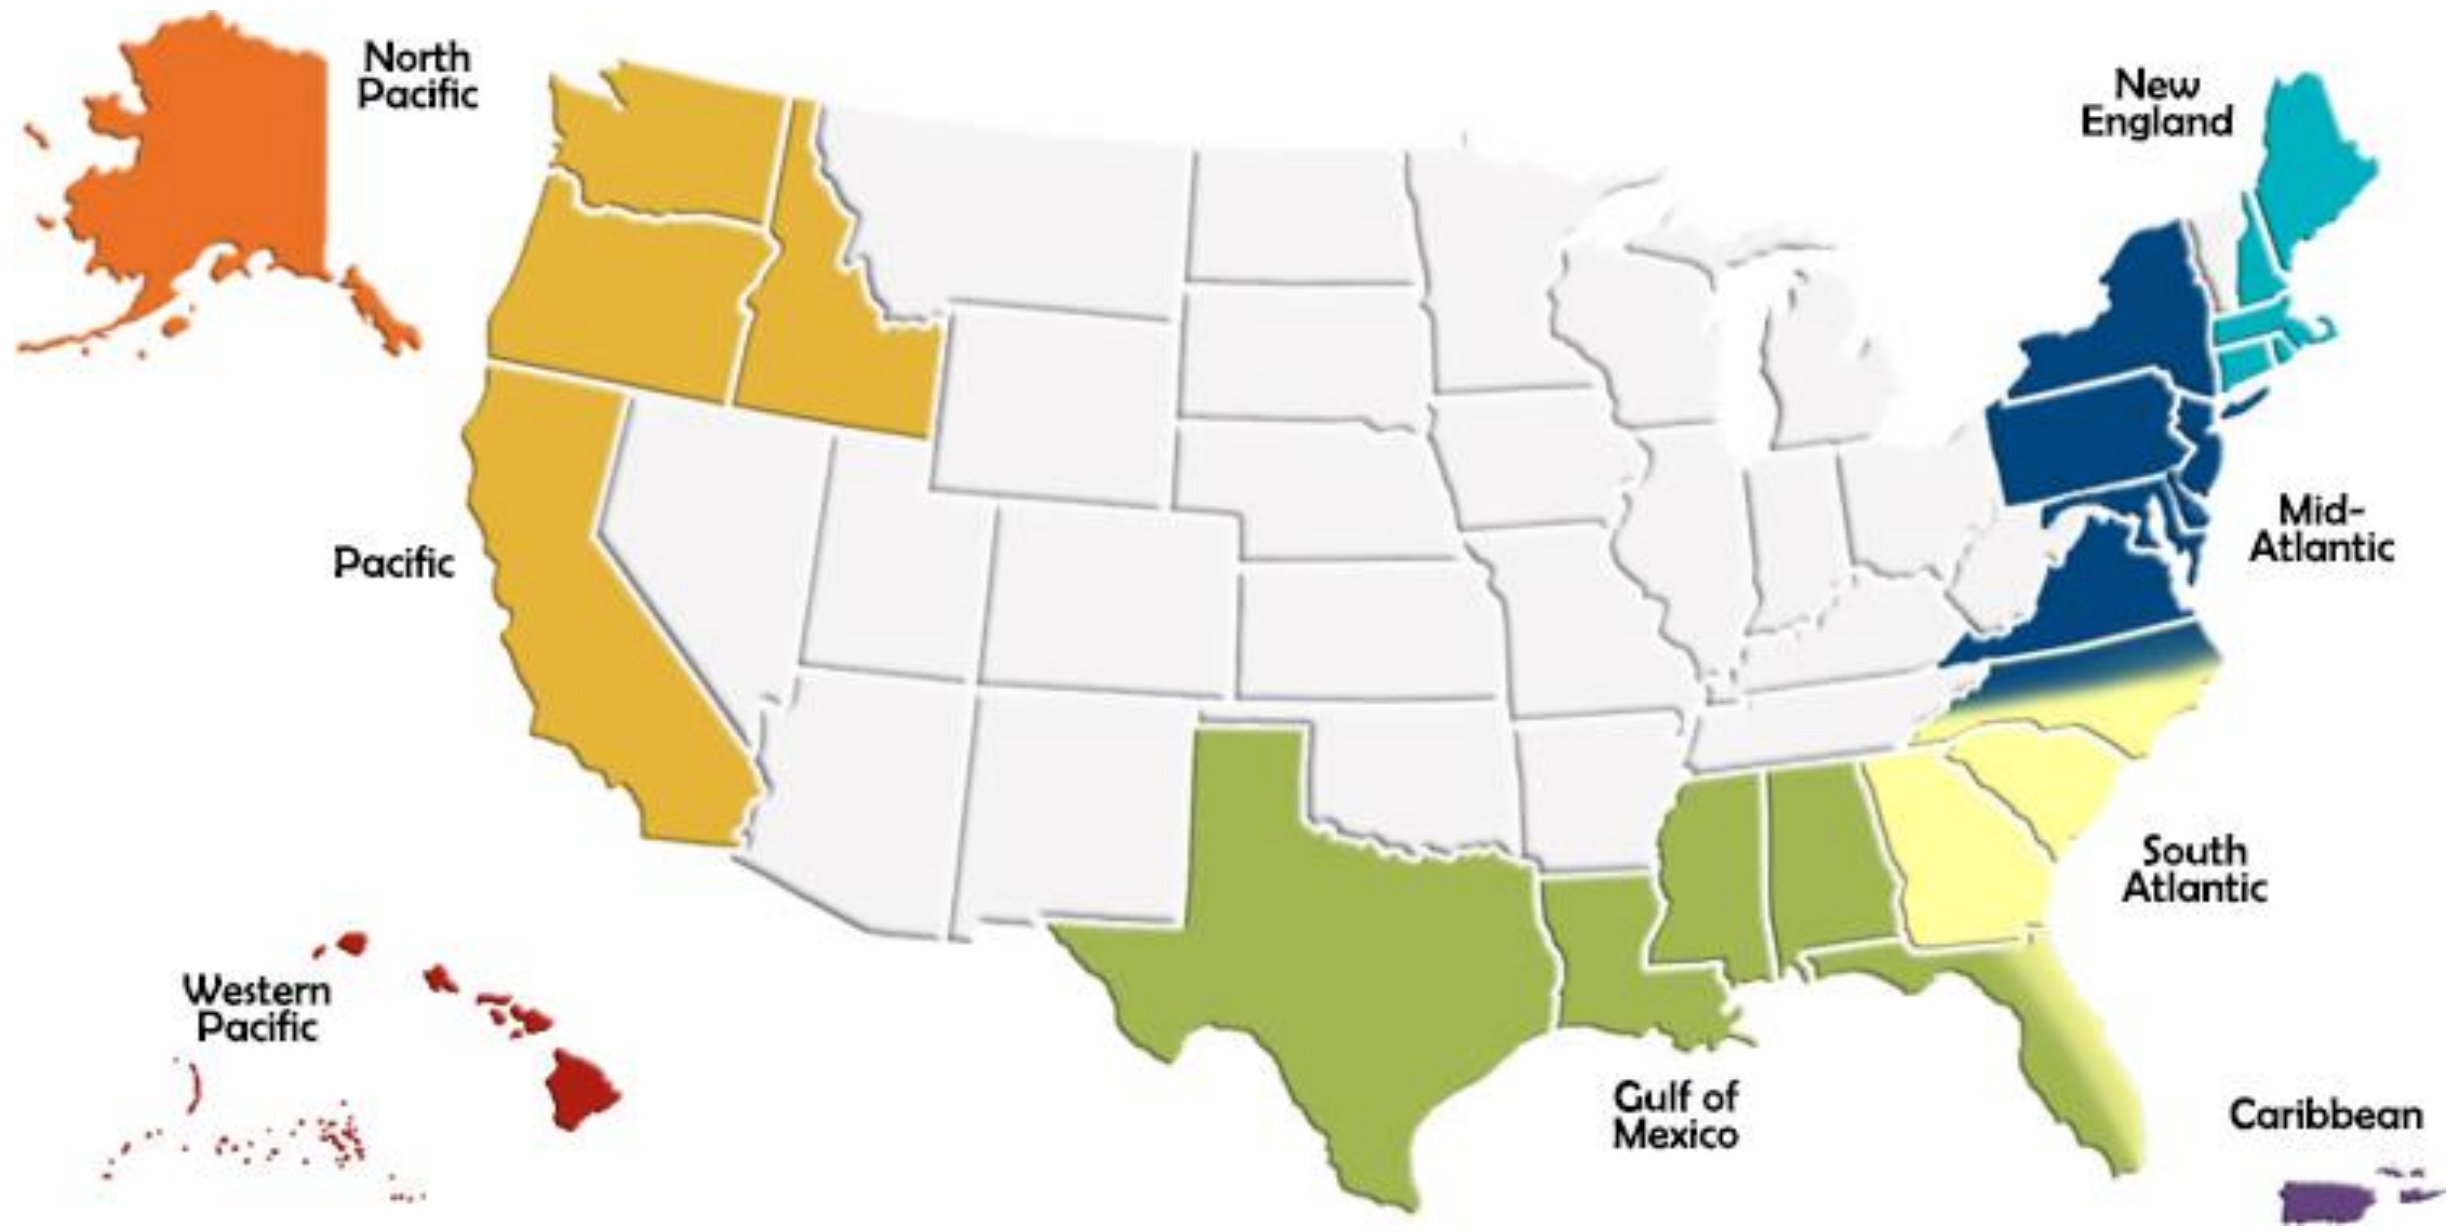 North
Pacific
New
England
Mid-
Atlantic
Pacific
South
Atlantic
Western
Pacific
Gulf of
Mexico
Caribbean